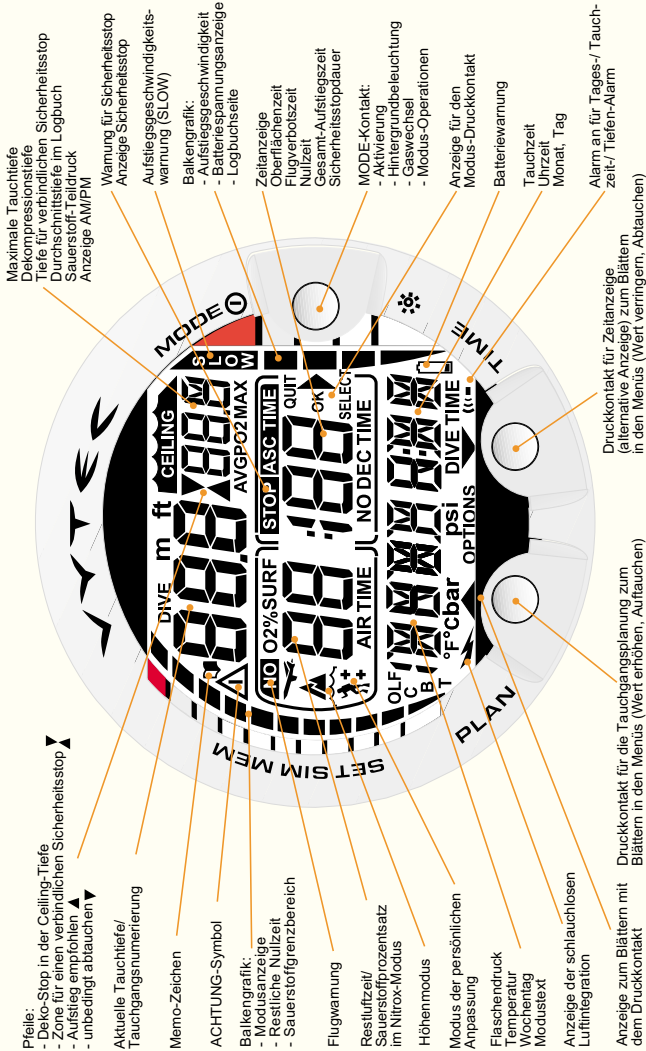 Pfeile:
- Deko-Stop in der Ceiling-Tiefe
- Zone für einen verbindlichen Sicherheitsstop
- Aufstieg empfohlen ▲
- unbedingt abtauchen ▼
Aktuelle Tauchtiefe/
Tauchgangsnumerierung
Memo-Zeichen
ACHTUNG-Symbol
Balkengrafik:
- Modusanzeige
- Restliche Nullzeit
- Sauerstoffgrenzbereich
Flugwarnung
Restluftzeit/
Sauerstoffprozentsatz
im Nitrox-Modus
Höhenmodus
Modus der persönlichen
Anpassung
Flaschendruck
Temperatur
Wochentag
Modustext
Anzeige der schlauchlosen
Luftintegration
Anzeige zum Blättern mit
dem Druckkontakt
Maximale Tauchtiefe
Dekompressionstiefe
Tiefe für verbindlichen Sicherheitsstop
Durchschnittstiefe im Logbuch
Sauerstoff-Teildruck
Anzeige AM/PM
Warnung für Sicherheitsstop
Anzeige Sicherheitsstop
Aufstiegsgeschwindigkeits-
warnung (SLOW)
Balkengrafik:
- Aufstiegsgeschwindigkeit
- Batteriespannungsanzeige
- Logbuchseite
Zeitanzeige
Oberflächenzeit
Flugverbotszeit
Nullzeit
Gesamt-Aufstiegszeit
Sicherheitsstopdauer
MODE-Kontakt:
- Aktivierung
- Hintergrundbeleuchtung
- Gaswechsel
- Modus-Operationen
Anzeige für den
Modus-Druckkontakt
Batteriewarnung
Tauchzeit
Uhrzeit
Monat, Tag
Alarm an für Tages-/ Tauch-
zeit-/ Tiefen-Alarm
Druckkontakt für die Tauchgangsplanung zum
Blättern in den Menüs (Wert erhöhen, Auftauchen)
Druckkontakt für Zeitanzeige
(alternative Anzeige) zum Blättern
in den Menüs (Wert verringern, Abtauchen)
MODE
SET SIM MEM
PLAN
TIME
DIVE m ft
CEILING
AVGPO2 MAX
SLOW
NO O2%SURF
STOP ASC TIME
QUIT
OK
SELECT
AIR TIME
NO DEC TIME
OLF
C
B
T
°F°Cbar psi
OPTIONS
DIVE TIME